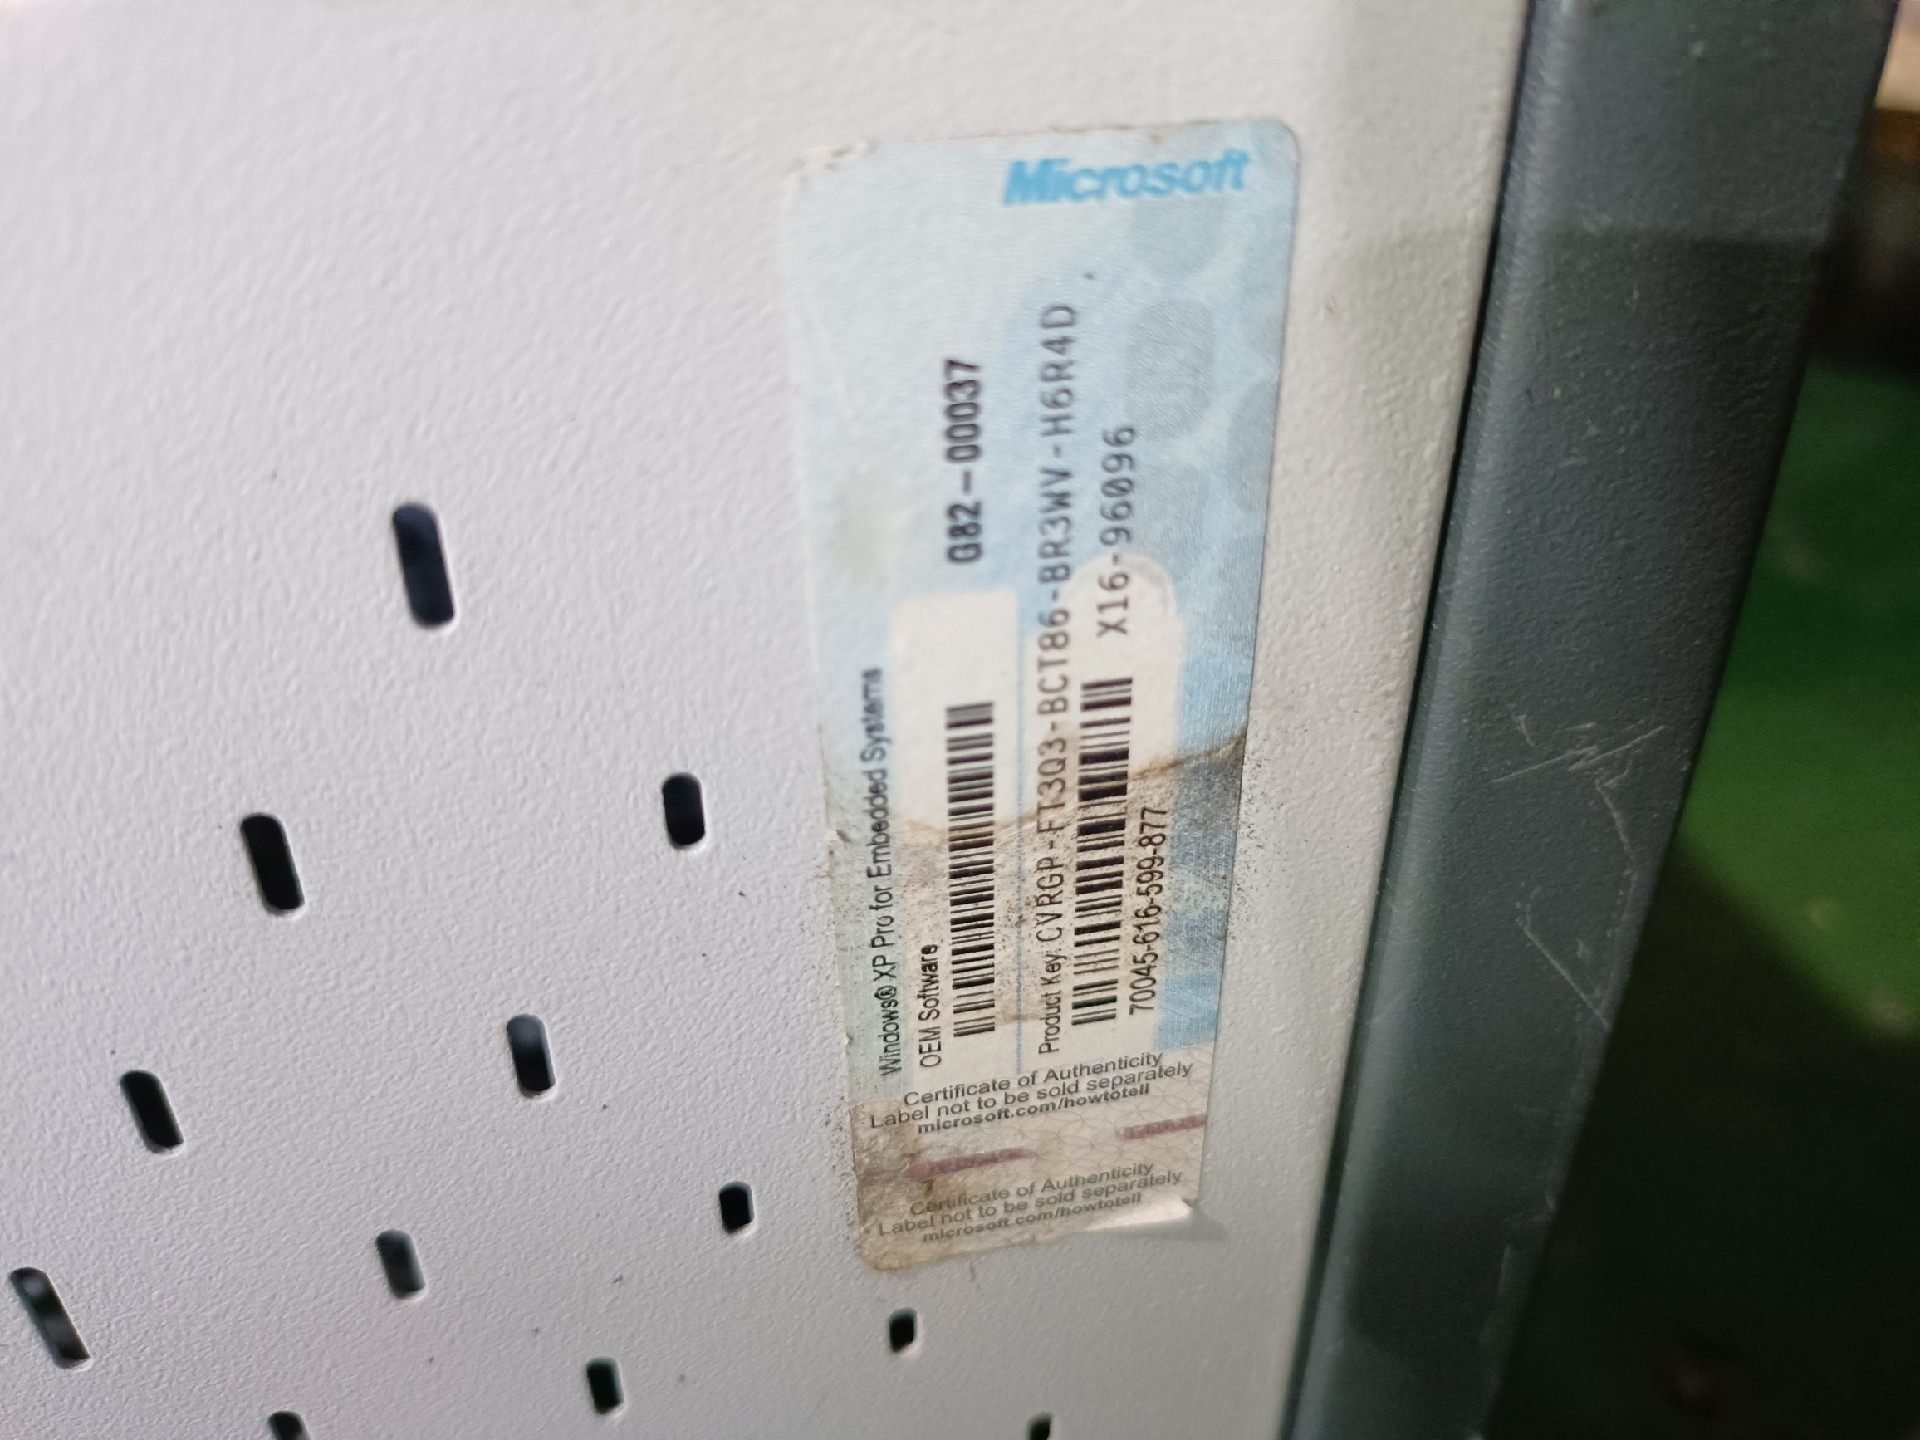 Microsoft
Windows® XP Pro for Embedded Systems
OEM Software
G82-00037
Product Key: CVRGP-FT3Q3-BCT86-BR3WV-H6R4D
X16-96096
70045-616-599-877
Certificate of Authenticity
Label not to be sold separately
microsoft.com/howtotell
Certificate of Authenticity
Label not to be sold separately
microsoft.com/howtotell